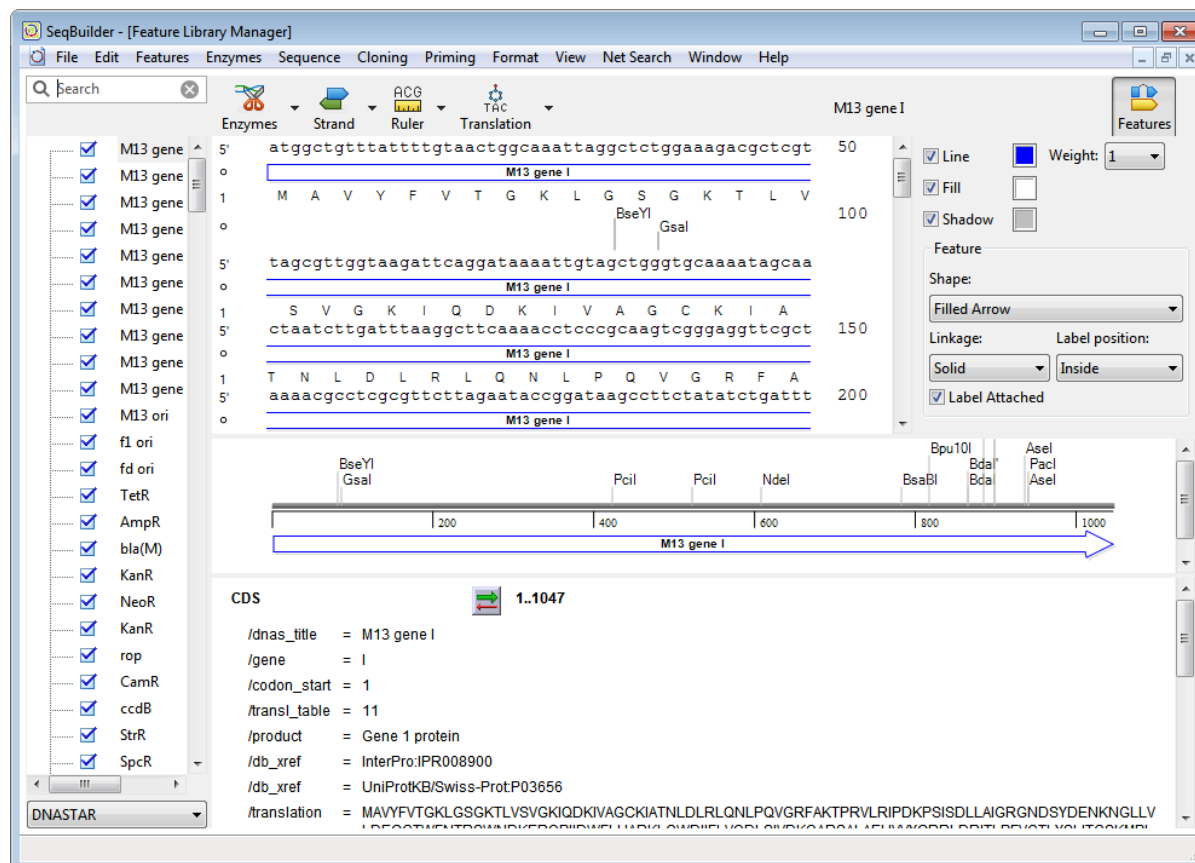 SeqBuilder - [Feature Library Manager]
File Edit Features Enzymes Sequence Cloning Priming Format View Net Search Window Help
Search
Enzymes
Strand
ACG
Ruler
TAC
Translation
M13 gene I
Features
M13 gene
M13 gene
M13 gene
M13 gene
M13 gene
M13 gene
M13 gene
M13 gene
M13 gene
M13 gene
M13 ori
f1 ori
fd ori
TetR
AmpR
bla(M)
KanR
NeoR
KanR
rop
CamR
ccdB
StrR
SpcR
DNASTAR
5' atggctgtttattttgtaactggcaaattaggctctggaaagacgctcgt 50
M13 gene I
1 M A V Y F V T G K L G S G K T L V
BseYI 100
GsaI
5' tagcgttggtaagattcaggataaaattgtagctgggtgcaaaatagcaa
M13 gene I
1 S V G K I Q D K I V A G C K I A
5' ctaatcttgatttaaggcttcaaaacctcccgcaagtcgggaggttcgct 150
M13 gene I
1 T N L D L R L Q N L P Q V G R F A
5' aaaacgcctcgcgttcttagaataccggataagccttctatatctgattt 200
M13 gene I
Line Weight: 1
Fill
Shadow
Feature
Shape:
Filled Arrow
Linkage: Label position:
Solid Inside
Label Attached
Bpu10I AseI
BseYI BdaI' PacI
GsaI PciI PciI NdeI BsaBI BdaI AseI
200 400 600 800 1000
M13 gene I
CDS 1..1047
/dnas_title = M13 gene I
/gene = I
/codon_start = 1
/transl_table = 11
/product = Gene 1 protein
/db_xref = InterPro:IPR008900
/db_xref = UniProtKB/Swiss-Prot:P03656
/translation = MAVYFVTGKLGSGKTLVSVGKIQDKIVAGCKIATNLDLRLQNLPQVGRFAKTPRVLRIPDKPSISDLLAIGRGNDSYDENKNGLLV